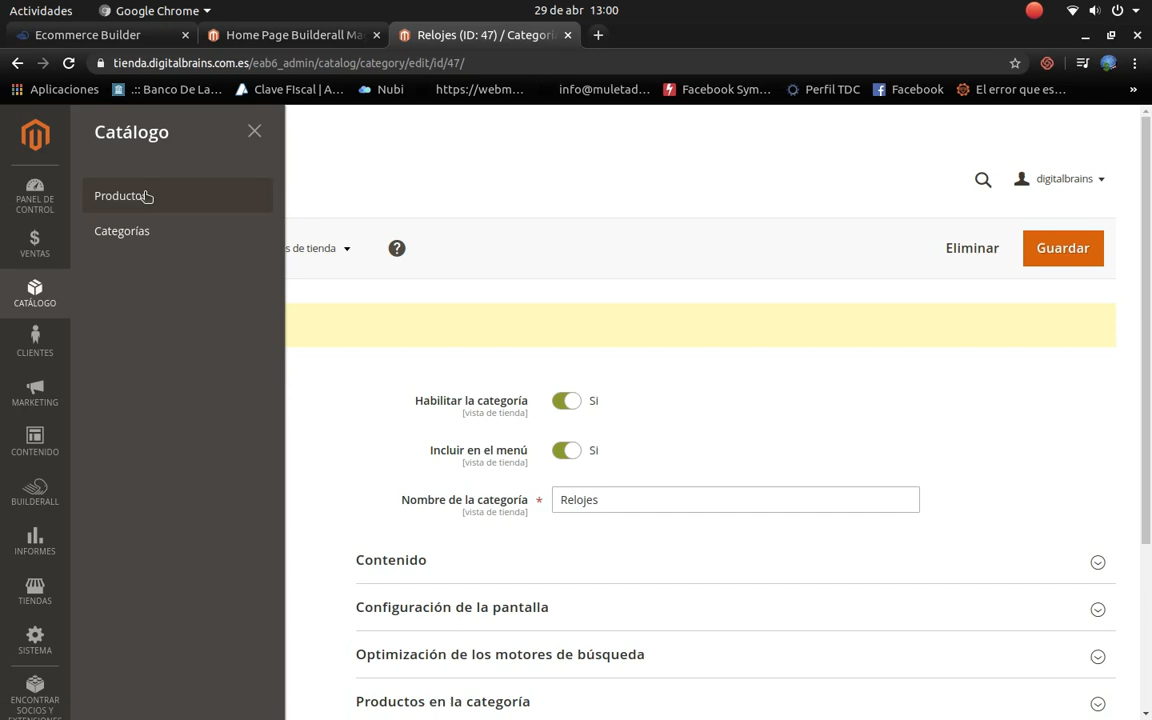 Actividades
Google Chrome
29 de abr 13:00
Ecommerce Builder
Home Page Builderall Ma
Relojes (ID: 47) / Categorí
tienda.digitalbrains.com.es/eab6_admin/catalog/category/edit/id/47/
Aplicaciones
.:: Banco De La...
Clave FIscal | A...
Nubi
https://webm...
info@muletad...
Facebook Sym...
Perfil TDC
Facebook
El error que es...
»
Catálogo
Productos
Categorías
PANEL DE CONTROL
VENTAS
CATÁLOGO
CLIENTES
MARKETING
CONTENIDO
BUILDERALL
INFORMES
TIENDAS
SISTEMA
ENCONTRAR
SOCIOS Y
EXTENSIONES
digitalbrains
s de tienda
?
Eliminar
Guardar
Habilitar la categoría
[vista de tienda]
Si
Incluir en el menú
[vista de tienda]
Si
Nombre de la categoría *
[vista de tienda]
Relojes
Contenido
Configuración de la pantalla
Optimización de los motores de búsqueda
Productos en la categoría